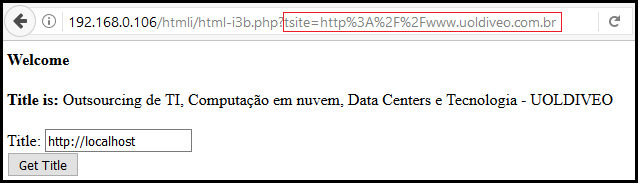 192.168.0.106/htmli/html-i3b.php?tsite=http%3A%2F%2Fwww.uoldiveo.com.br
Welcome
Title is: Outsourcing de TI, Computação em nuvem, Data Centers e Tecnologia - UOLDIVEO
Title: http://localhost
Get Title